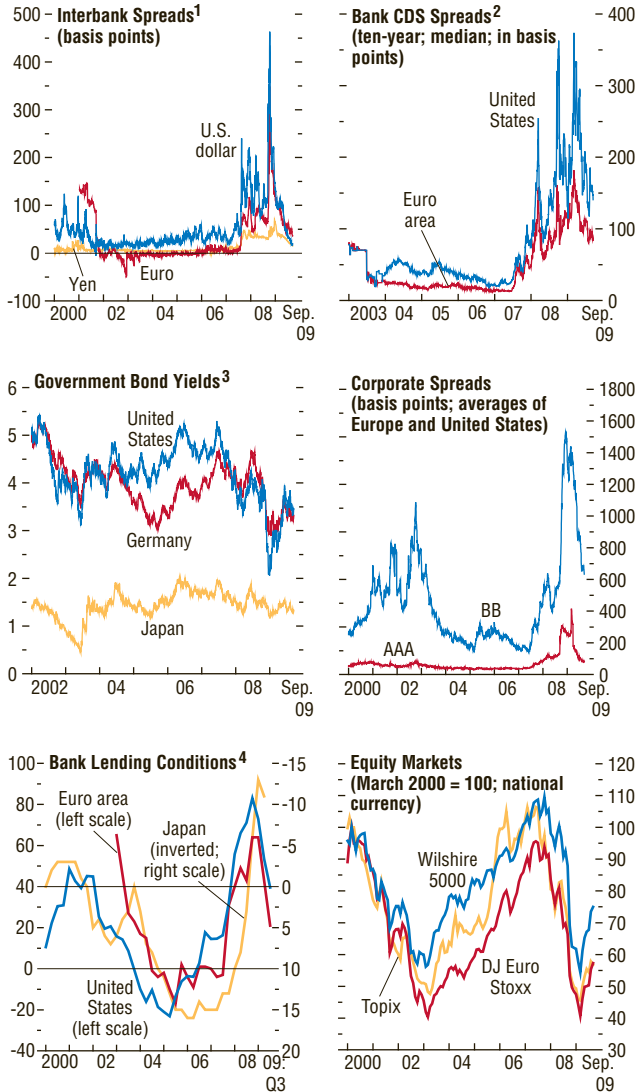 Interbank Spreads¹
(basis points)
500
400
300
200
100
0
-100
U.S.
dollar
Yen
Euro
2000 02 04 06 08 Sep.
09
Bank CDS Spreads²
(ten-year; median; in basis
points)
400
300
200
100
0
United
States
Euro
area
2003 04 05 06 07 08 Sep.
09
Government Bond Yields³
6
5
4
3
2
1
0
United
States
Germany
Japan
2002 04 06 08 Sep.
09
Corporate Spreads
(basis points; averages of
Europe and United States)
1800
1600
1400
1200
1000
800
600
400
200
0
BB
AAA
2000 02 04 06 08 Sep.
09
Bank Lending Conditions⁴
100
80
60
40
20
0
-20
-40
-15
-10
-5
0
5
10
15
20
Euro area
(left scale)
Japan
(inverted;
right scale)
United
States
(left scale)
2000 02 04 06 08 09:
Q3
Equity Markets
(March 2000 = 100; national
currency)
120
110
100
90
80
70
60
50
40
30
Wilshire
5000
DJ Euro
Stoxx
Topix
2000 02 04 06 08 Sep.
09